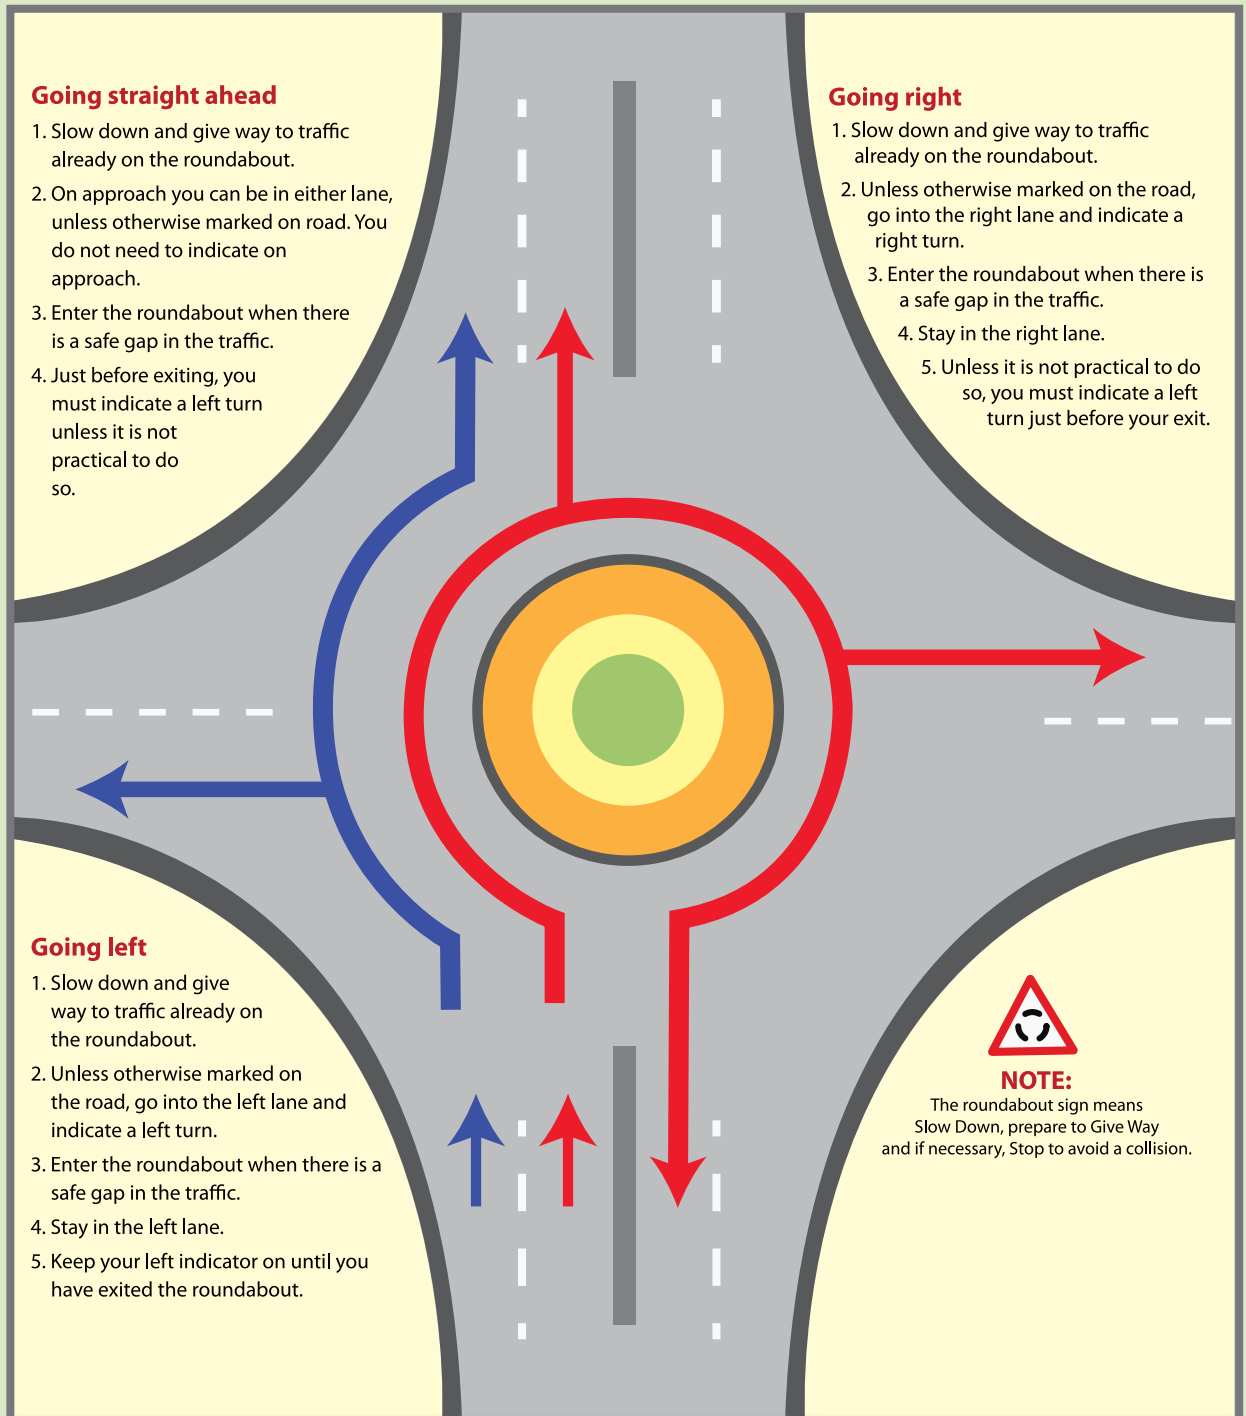 Going straight ahead
1. Slow down and give way to traffic
already on the roundabout.
2. On approach you can be in either lane,
unless otherwise marked on road. You
do not need to indicate on
approach.
3. Enter the roundabout when there
is a safe gap in the traffic.
4. Just before exiting, you
must indicate a left turn
unless it is not
practical to do
so.
Going right
1. Slow down and give way to traffic
already on the roundabout.
2. Unless otherwise marked on the road,
go into the right lane and indicate a
right turn.
3. Enter the roundabout when there is
a safe gap in the traffic.
4. Stay in the right lane.
5. Unless it is not practical to do
so, you must indicate a left
turn just before your exit.
Going left
1. Slow down and give
way to traffic already on
the roundabout.
2. Unless otherwise marked on
the road, go into the left lane and
indicate a left turn.
3. Enter the roundabout when there is a
safe gap in the traffic.
4. Stay in the left lane.
5. Keep your left indicator on until you
have exited the roundabout.
NOTE:
The roundabout sign means
Slow Down, prepare to Give Way
and if necessary, Stop to avoid a collision.